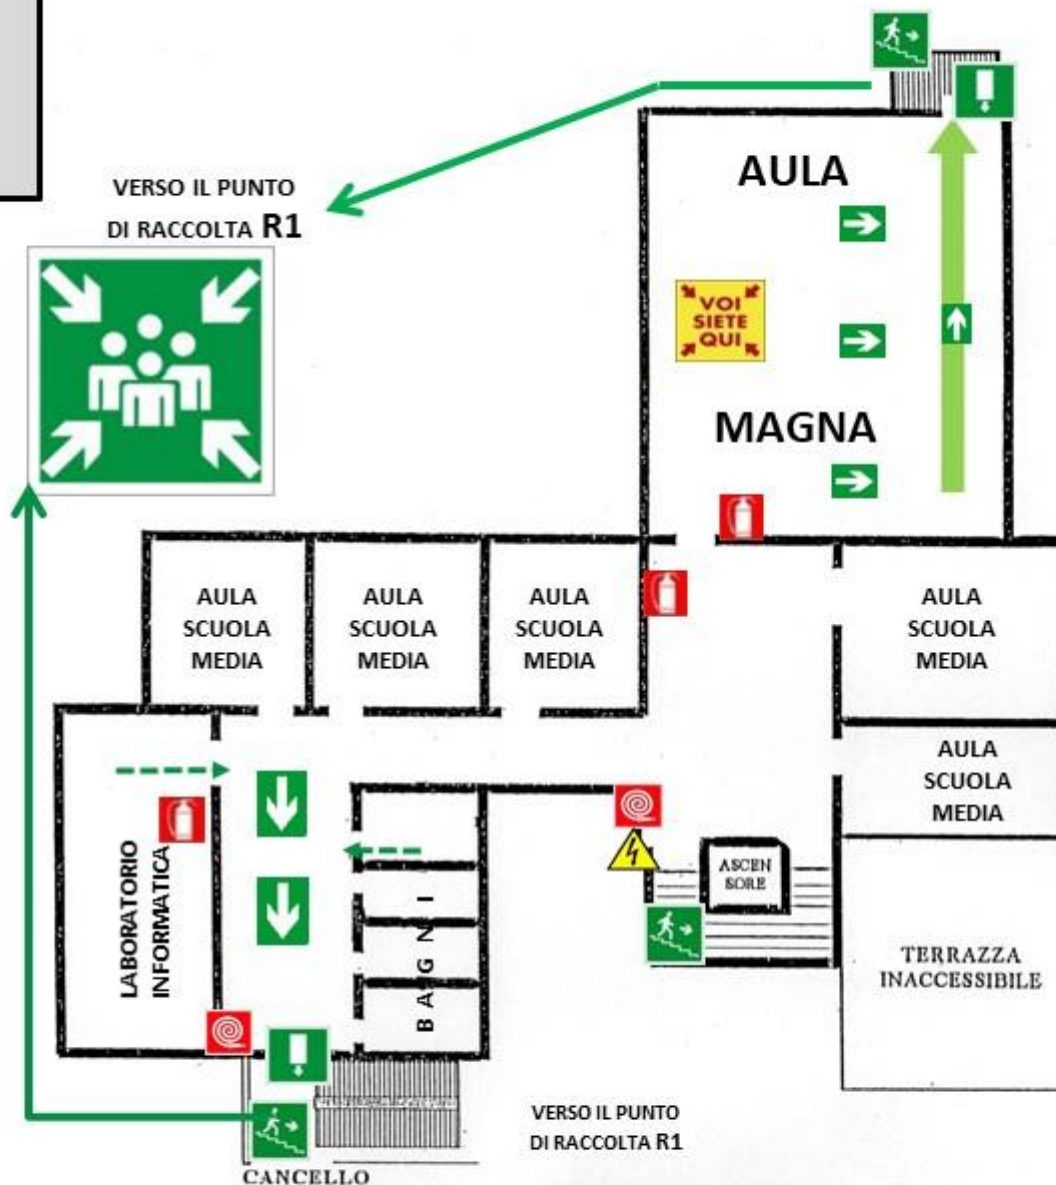 VERSO IL PUNTO
DI RACCOLTA R1
AULA
VOI
SIETE
QUI
MAGNA
AULA
SCUOLA
MEDIA
AULA
SCUOLA
MEDIA
AULA
SCUOLA
MEDIA
AULA
SCUOLA
MEDIA
AULA
SCUOLA
MEDIA
LABORATORIO
INFORMATICA
BAGNI
ASCEN
SORE
TERRAZZA
INACCESSIBILE
VERSO IL PUNTO
DI RACCOLTA R1
CANCELLO